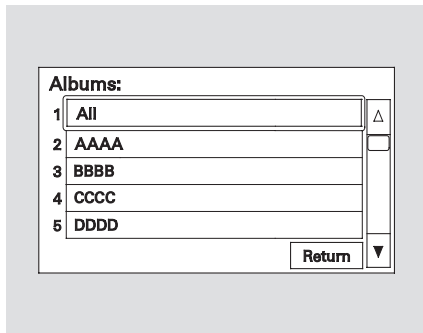 Albums:
1 All
2 AAAA
3 BBBB
4 CCCC
5 DDDD
Return